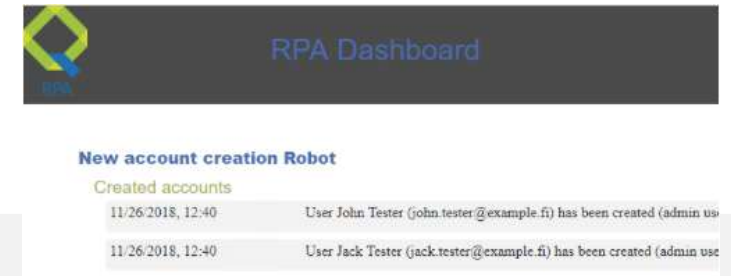 RPA Dashboard
RPA
New account creation Robot
Created accounts
11/26/2018, 12:40 User John Tester (john.tester@example.fi) has been created (admin
11/26/2018, 12:40 User Jack Tester (jack.tester@example.fi) has been created (admin